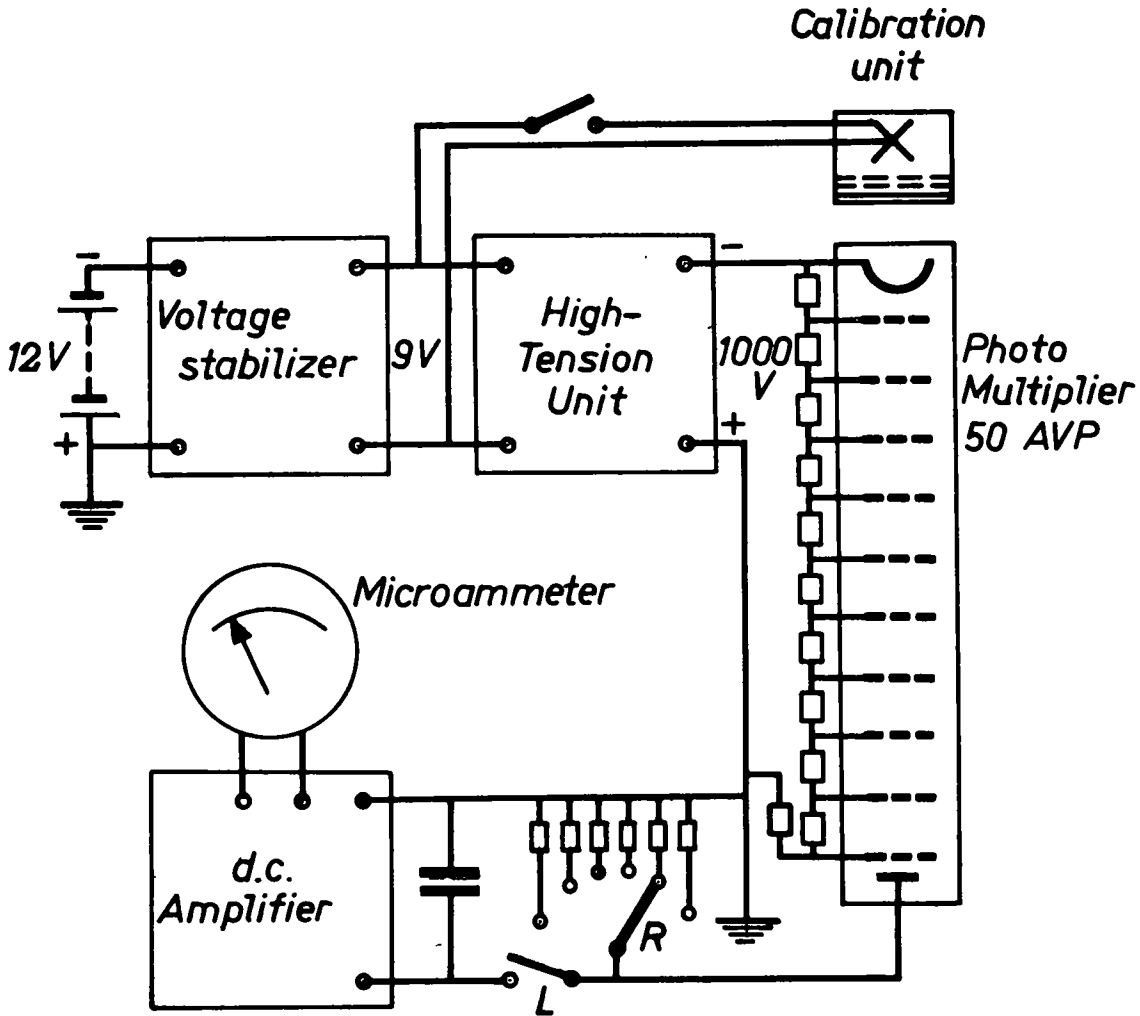 Calibration
unit
−
12V
+
Voltage
stabilizer
9V
High-
Tension
Unit
−
1000
V
+
Photo
Multiplier
50 AVP
Microammeter
d.c.
Amplifier
R
L